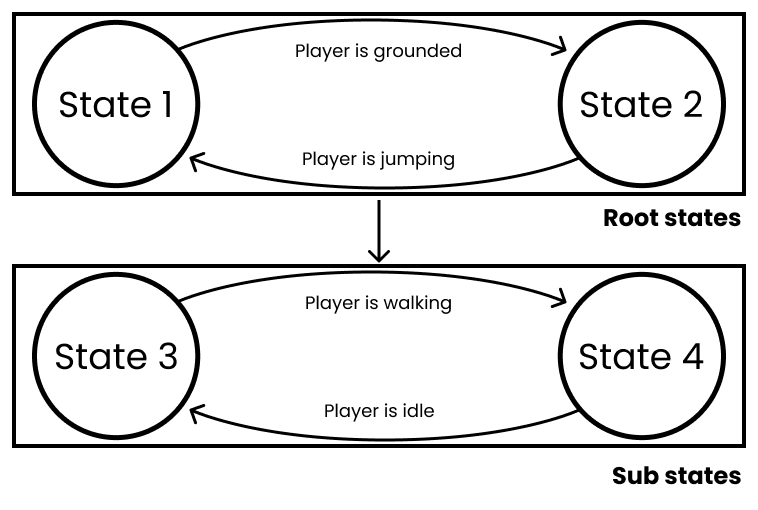 Player is grounded
State 1
State 2
Player is jumping
Root states
Player is walking
State 3
State 4
Player is idle
Sub states